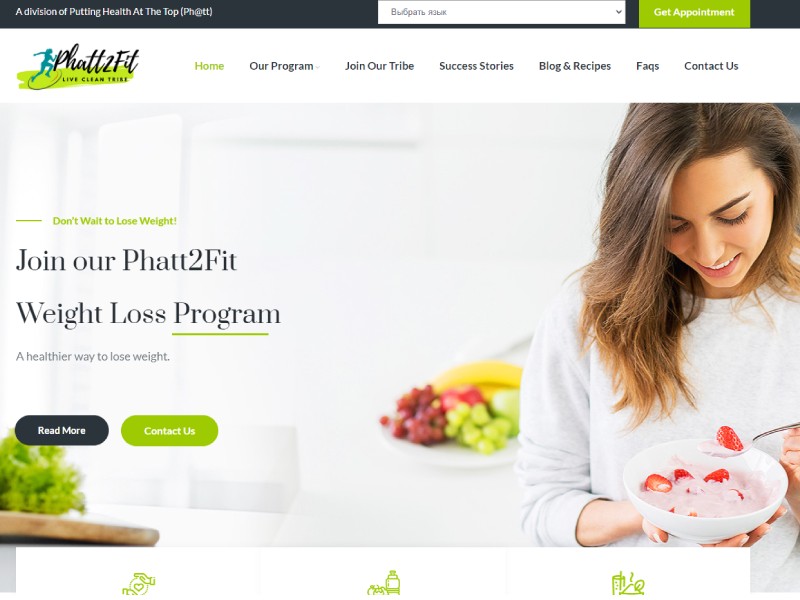 A division of Putting Health At The Top (Ph@tt)
Выбрать язык
Get Appointment
Phatt2Fit
LIVE CLEAN TRIBE
Home
Our Program
Join Our Tribe
Success Stories
Blog & Recipes
Faqs
Contact Us
Don't Wait to Lose Weight!
Join our Phatt2Fit
Weight Loss Program
A healthier way to lose weight.
Read More
Contact Us